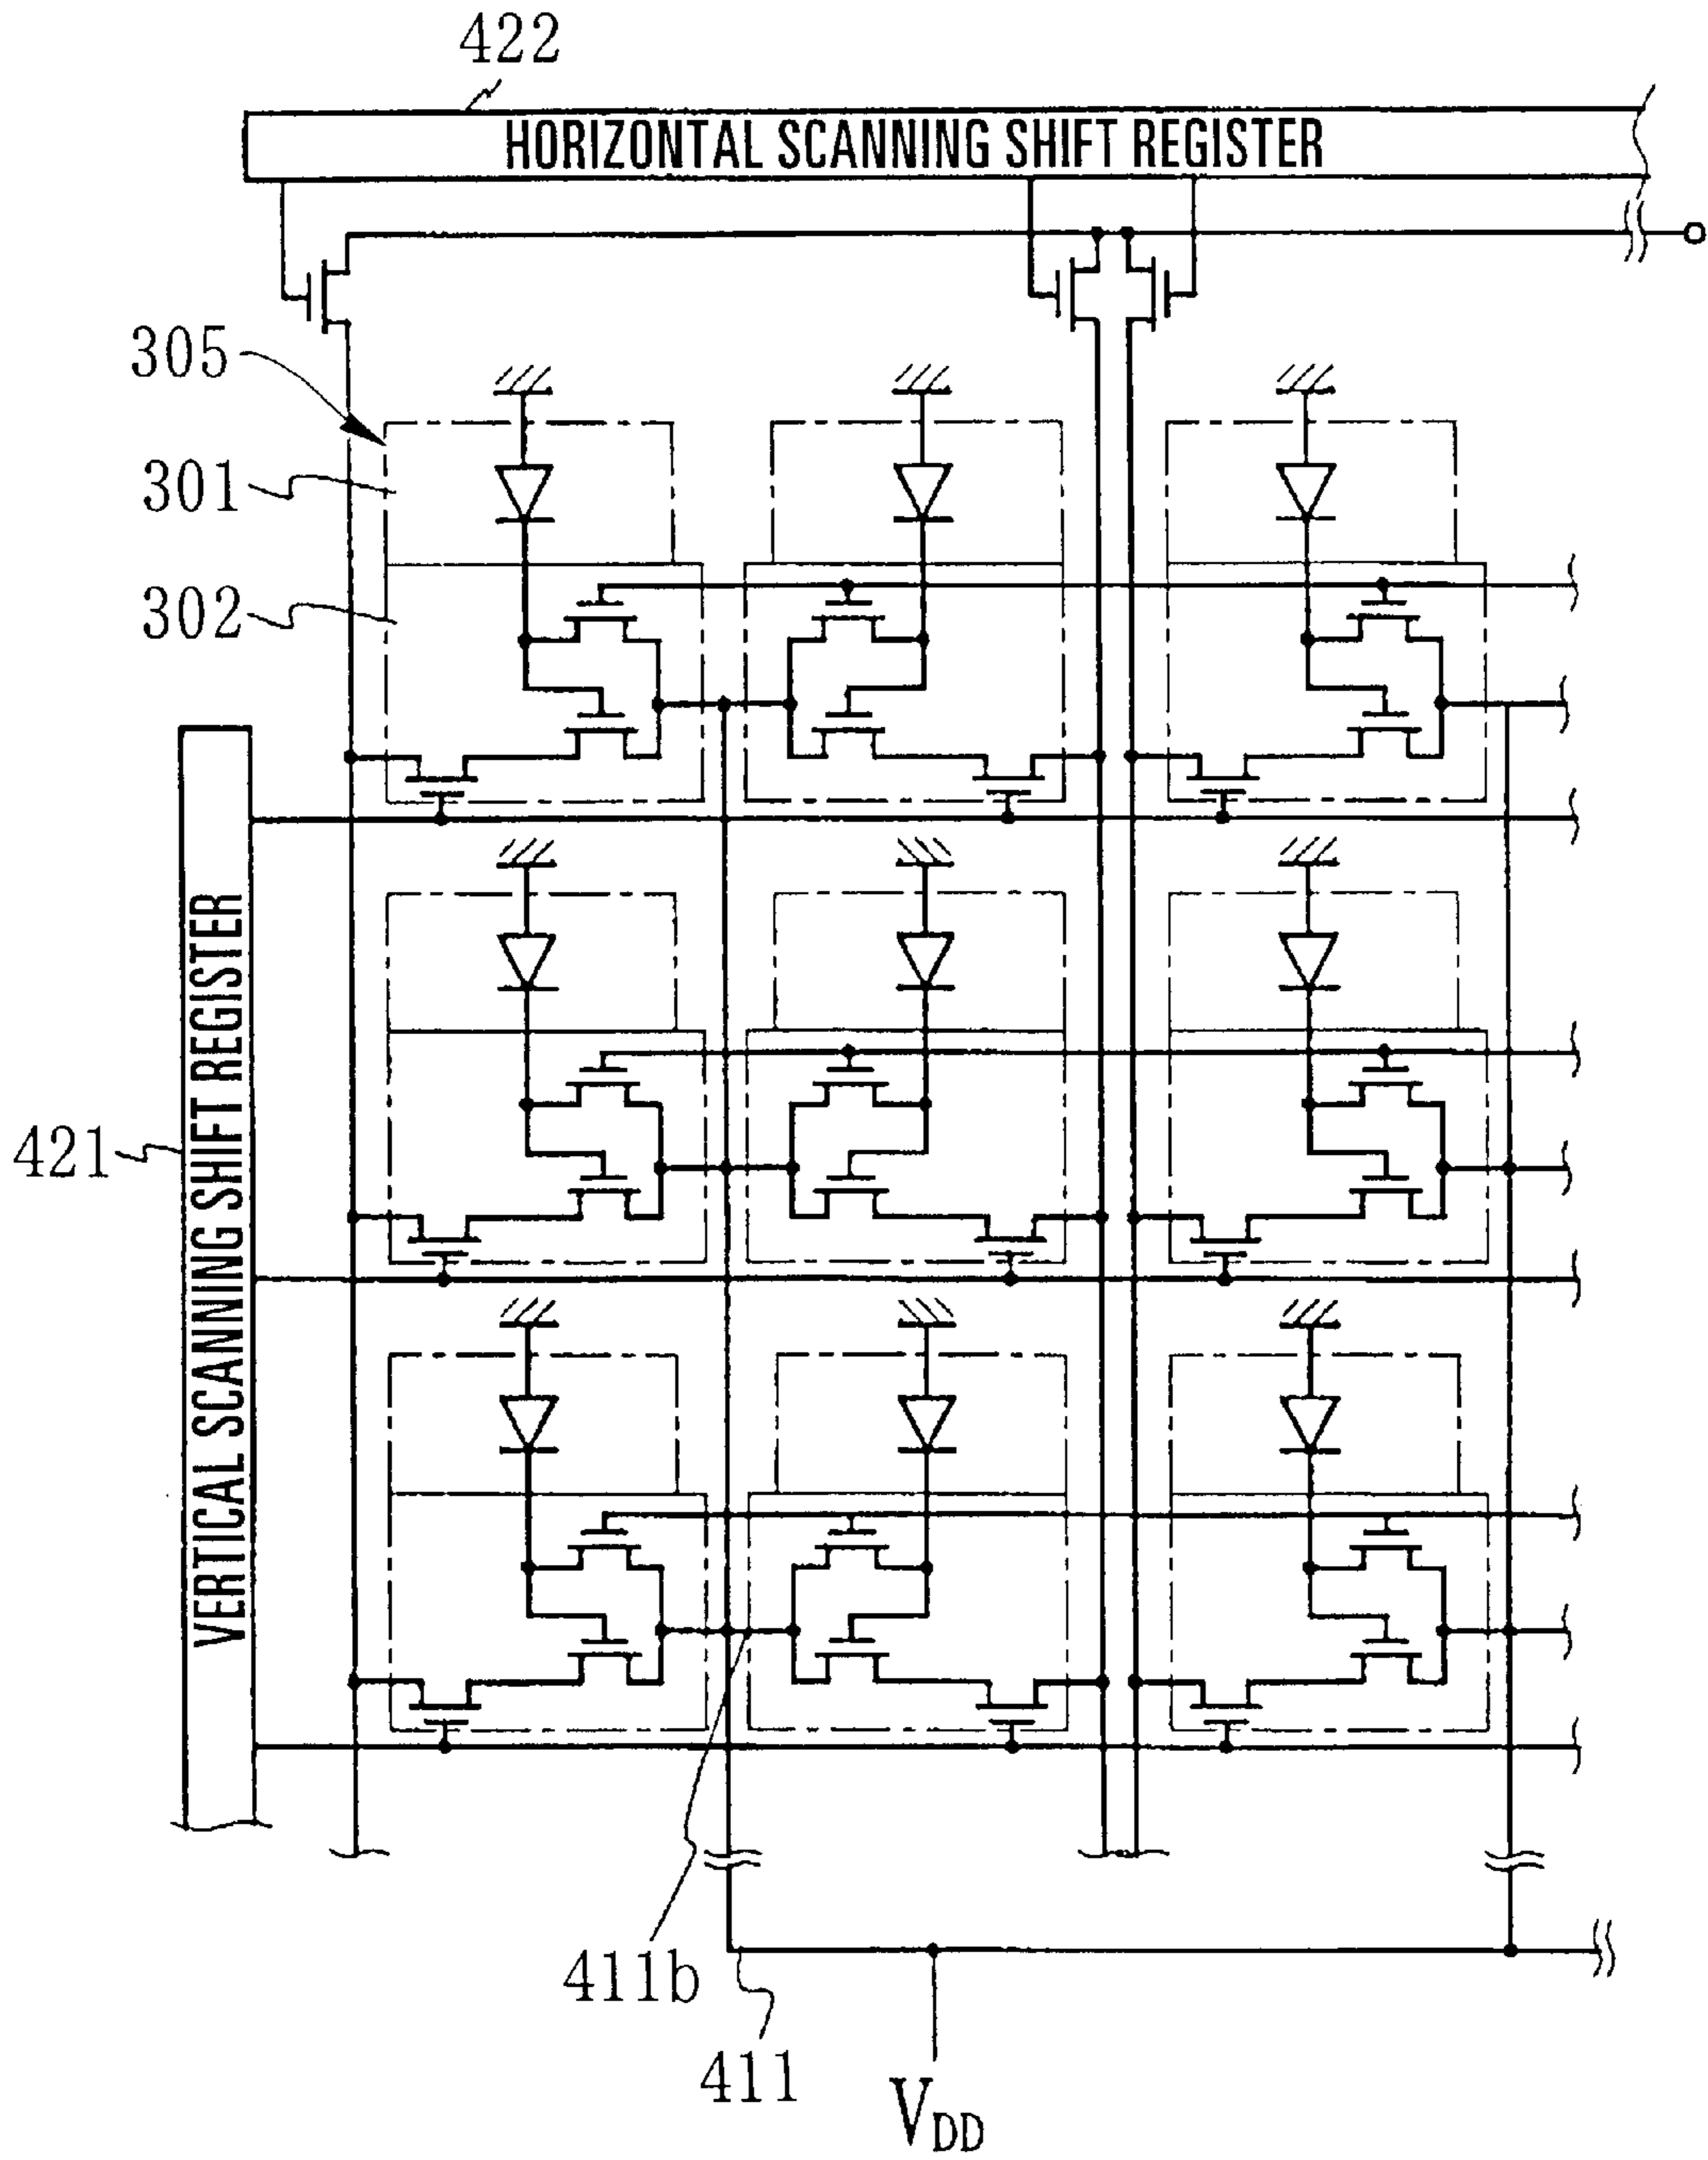 422
HORIZONTAL SCANNING SHIFT REGISTER
305
301
302
VERTICAL SCANNING SHIFT REGISTER
421
411b
411
VDD